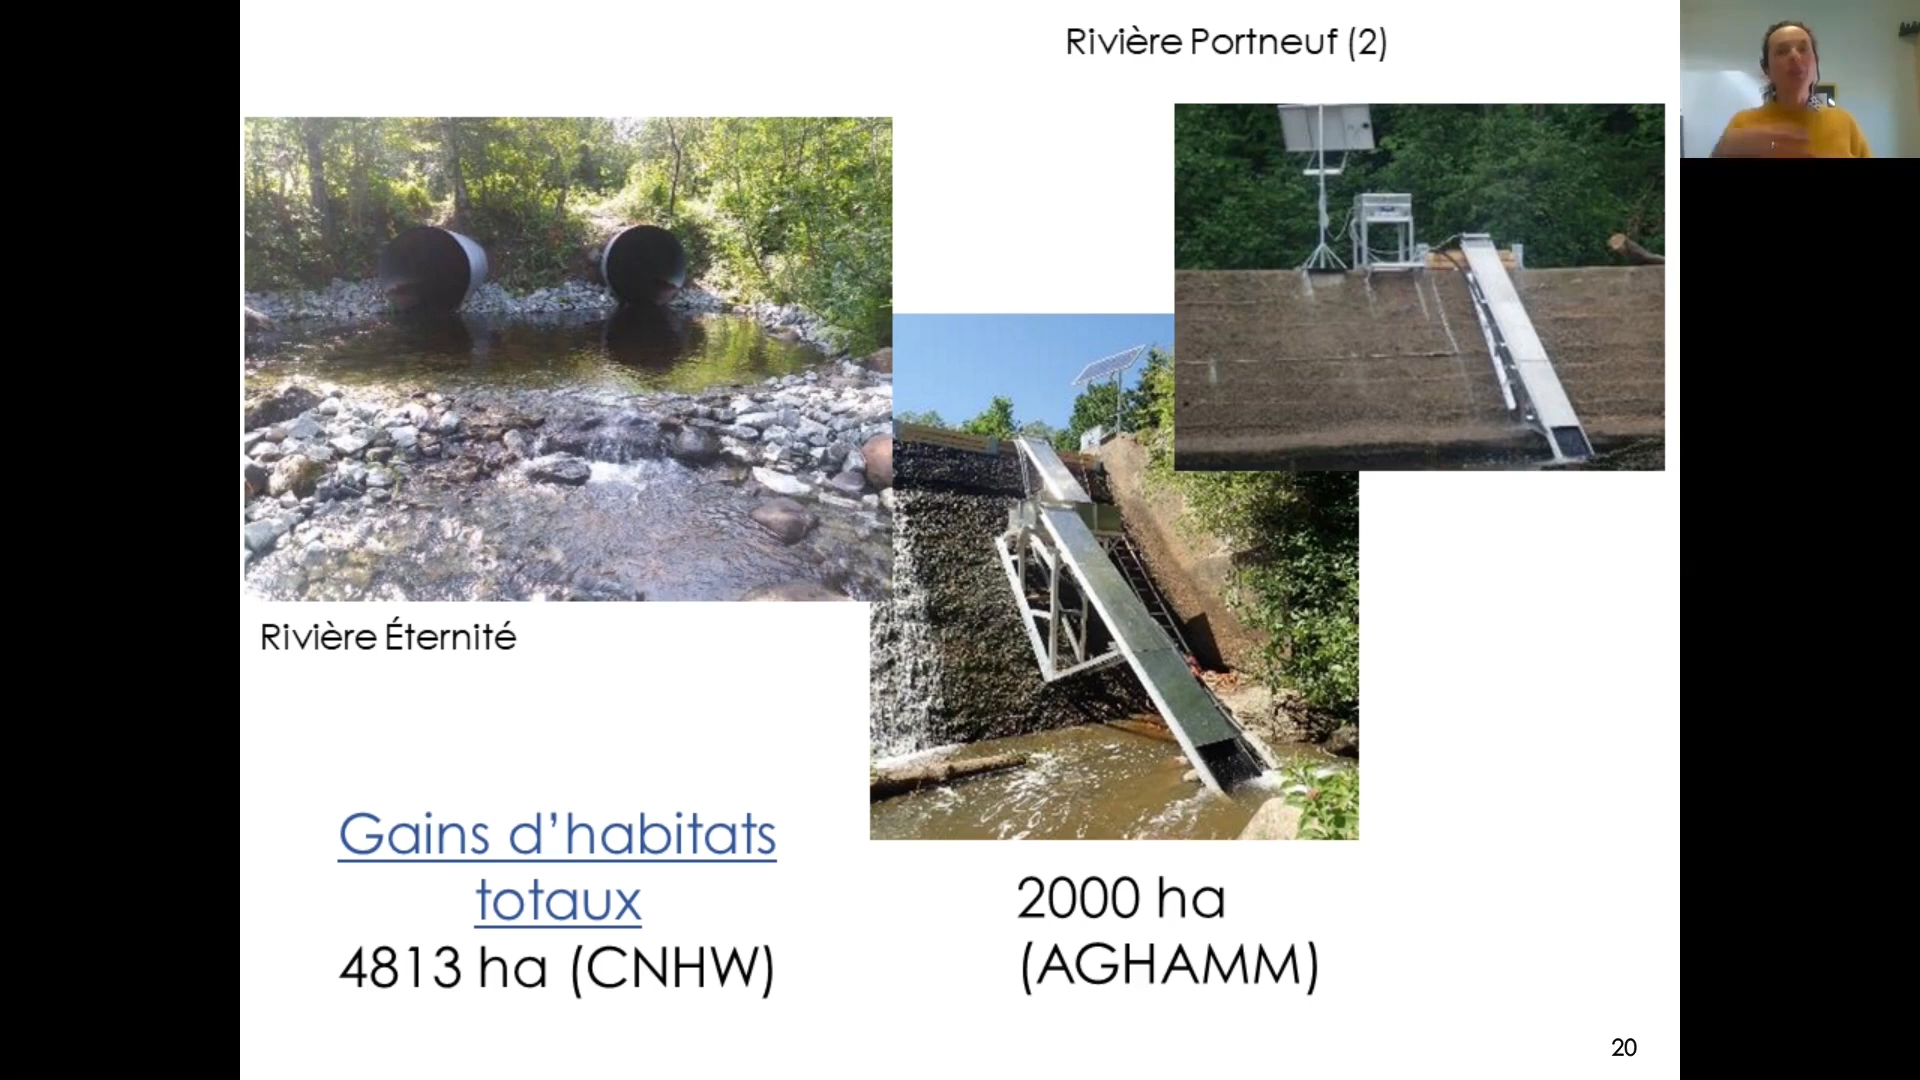 Rivière Portneuf (2)
Rivière Éternité
Gains d’habitats
totaux
4813 ha (CNHW)
2000 ha
(AGHAMM)
20